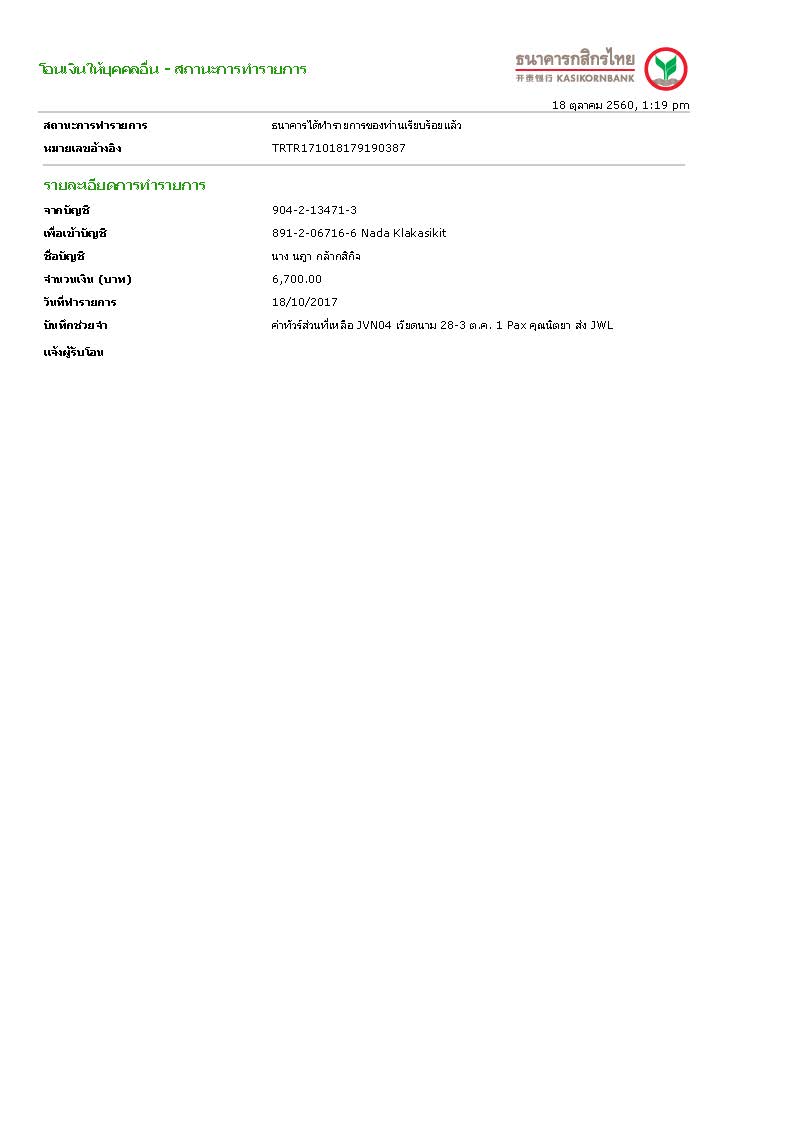 ธนาคารกสิกรไทย
开泰银行 KASIKORNBANK
โอนเงินให้บุคคลอื่น - สถานะการทำรายการ
18 ตุลาคม 2560, 1:19 pm
สถานะการทำรายการ ธนาคารได้ทำรายการของท่านเรียบร้อยแล้ว
หมายเลขอ้างอิง TRTR171018179190387
รายละเอียดการทำรายการ
จากบัญชี 904-2-13471-3
เพื่อเข้าบัญชี 891-2-06716-6 Nada Klakasikit
ชื่อบัญชี นาง นฎา กล้ากสิกิจ
จำนวนเงิน (บาท) 6,700.00
วันที่ทำรายการ 18/10/2017
บันทึกช่วยจำ ค่าทัวร์ส่วนที่เหลือ JVN04 เวียดนาม 28-3 ต.ค. 1 Pax คุณนิตยา ส่ง JWL
แจ้งผู้รับโอน